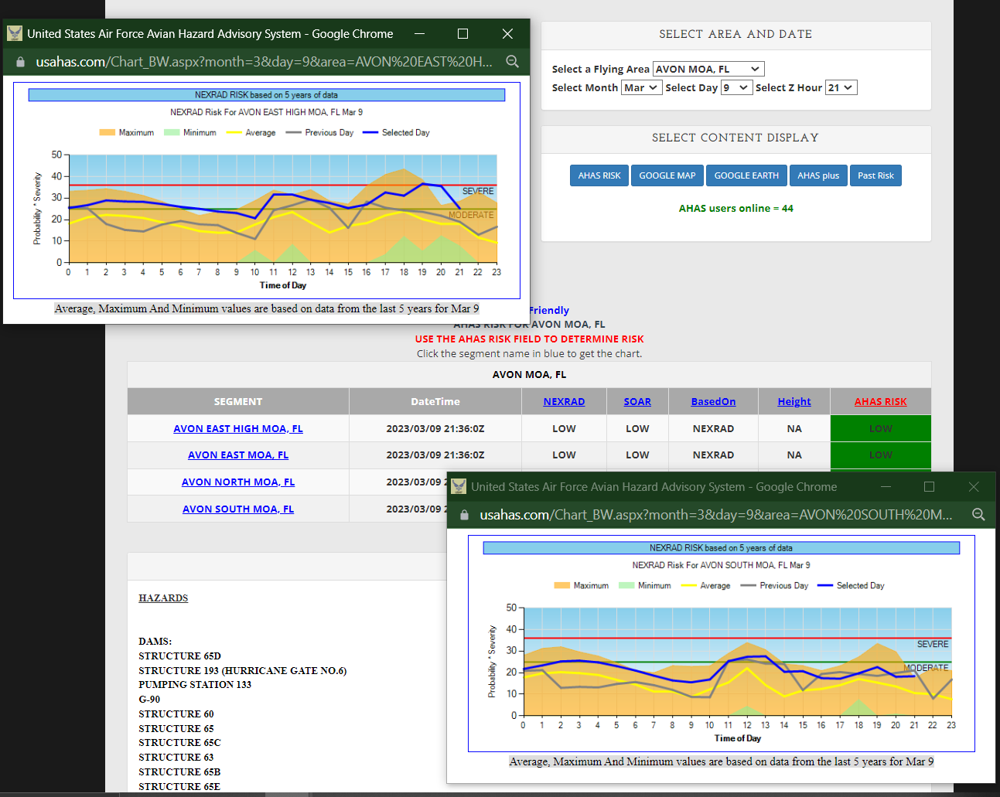 United States Air Force Avian Hazard Advisory System - Google Chrome
usahas.com/Chart_BW.aspx?month=3&day=9&area=AVON%20EAST%20H...
NEXRAD RISK based on 5 years of data
NEXRAD Risk For AVON EAST HIGH MOA, FL Mar 9
Maximum Minimum Average Previous Day Selected Day
Probability * Severity
50
40
30
20
10
0
SEVERE
MODERATE
0 1 2 3 4 5 6 7 8 9 10 11 12 13 14 15 16 17 18 19 20 21 22 23
Time of Day
Average, Maximum And Minimum values are based on data from the last 5 years for Mar 9
SELECT AREA AND DATE
Select a Flying Area AVON MOA, FL
Select Month Mar Select Day 9 Select Z Hour 21
SELECT CONTENT DISPLAY
AHAS RISK GOOGLE MAP GOOGLE EARTH AHAS plus Past Risk
AHAS users online = 44
Friendly
AHAS RISK FOR AVON MOA, FL
USE THE AHAS RISK FIELD TO DETERMINE RISK
Click the segment name in blue to get the chart.
AVON MOA, FL
SEGMENT DateTime NEXRAD SOAR BasedOn Height AHAS RISK
AVON EAST HIGH MOA, FL 2023/03/09 21:36:0Z LOW LOW NEXRAD NA LOW
AVON EAST MOA, FL 2023/03/09 21:36:0Z LOW LOW NEXRAD NA LOW
AVON NORTH MOA, FL 2023/03/09 2
AVON SOUTH MOA, FL 2023/03/09 2
HAZARDS
DAMS:
STRUCTURE 65D
STRUCTURE 193 (HURRICANE GATE NO.6)
PUMPING STATION 133
G-90
STRUCTURE 60
STRUCTURE 65
STRUCTURE 65C
STRUCTURE 63
STRUCTURE 65B
STRUCTURE 65E
United States Air Force Avian Hazard Advisory System - Google Chrome
usahas.com/Chart_BW.aspx?month=3&day=9&area=AVON%20SOUTH%20M...
NEXRAD RISK based on 5 years of data
NEXRAD Risk For AVON SOUTH MOA, FL Mar 9
Maximum Minimum Average Previous Day Selected Day
Probability * Severity
50
40
30
20
10
0
SEVERE
MODERATE
0 1 2 3 4 5 6 7 8 9 10 11 12 13 14 15 16 17 18 19 20 21 22 23
Time of Day
Average, Maximum And Minimum values are based on data from the last 5 years for Mar 9